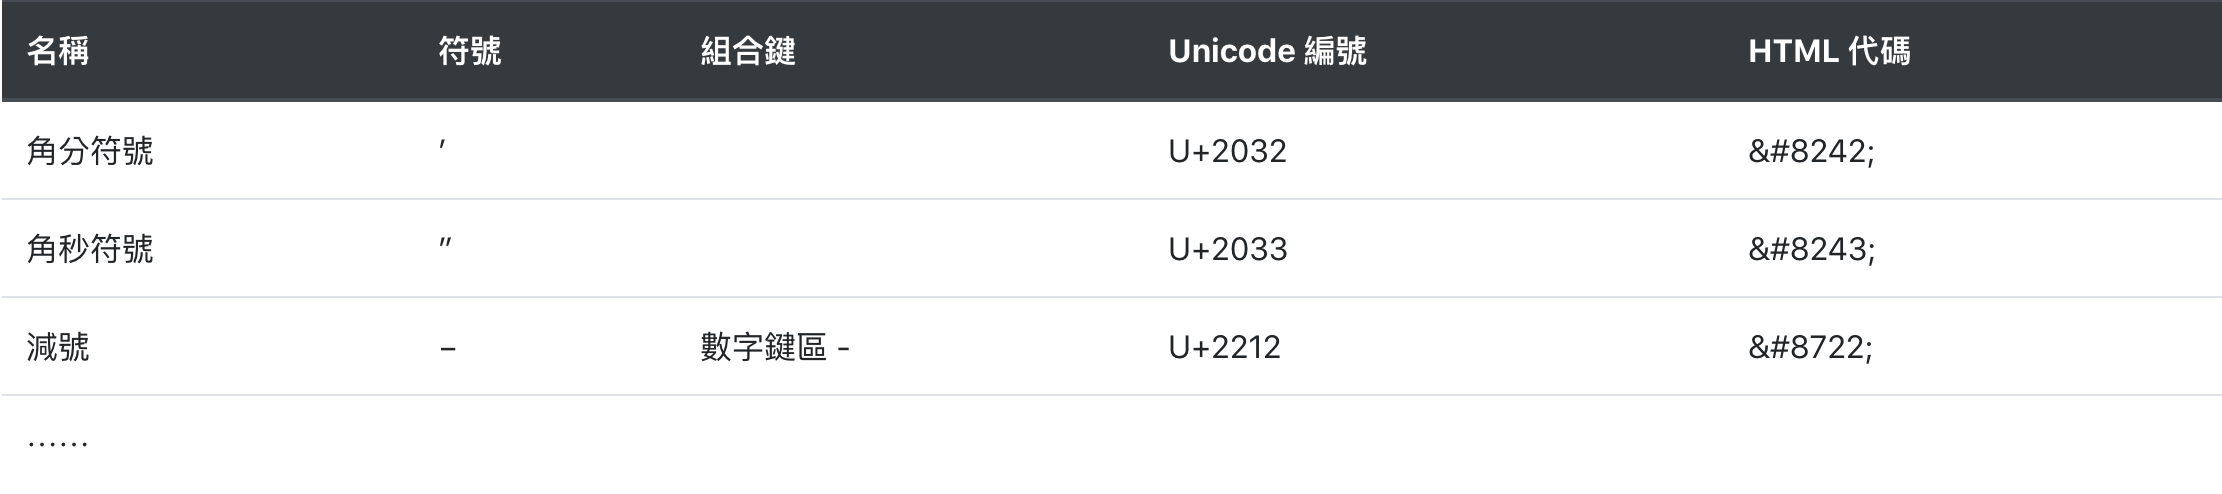 名稱 符號 組合鍵 Unicode 編號 HTML 代碼
角分符號 ′ U+2032 &#8242;
角秒符號 ″ U+2033 &#8243;
減號 − 數字鍵區 - U+2212 &#8722;
……